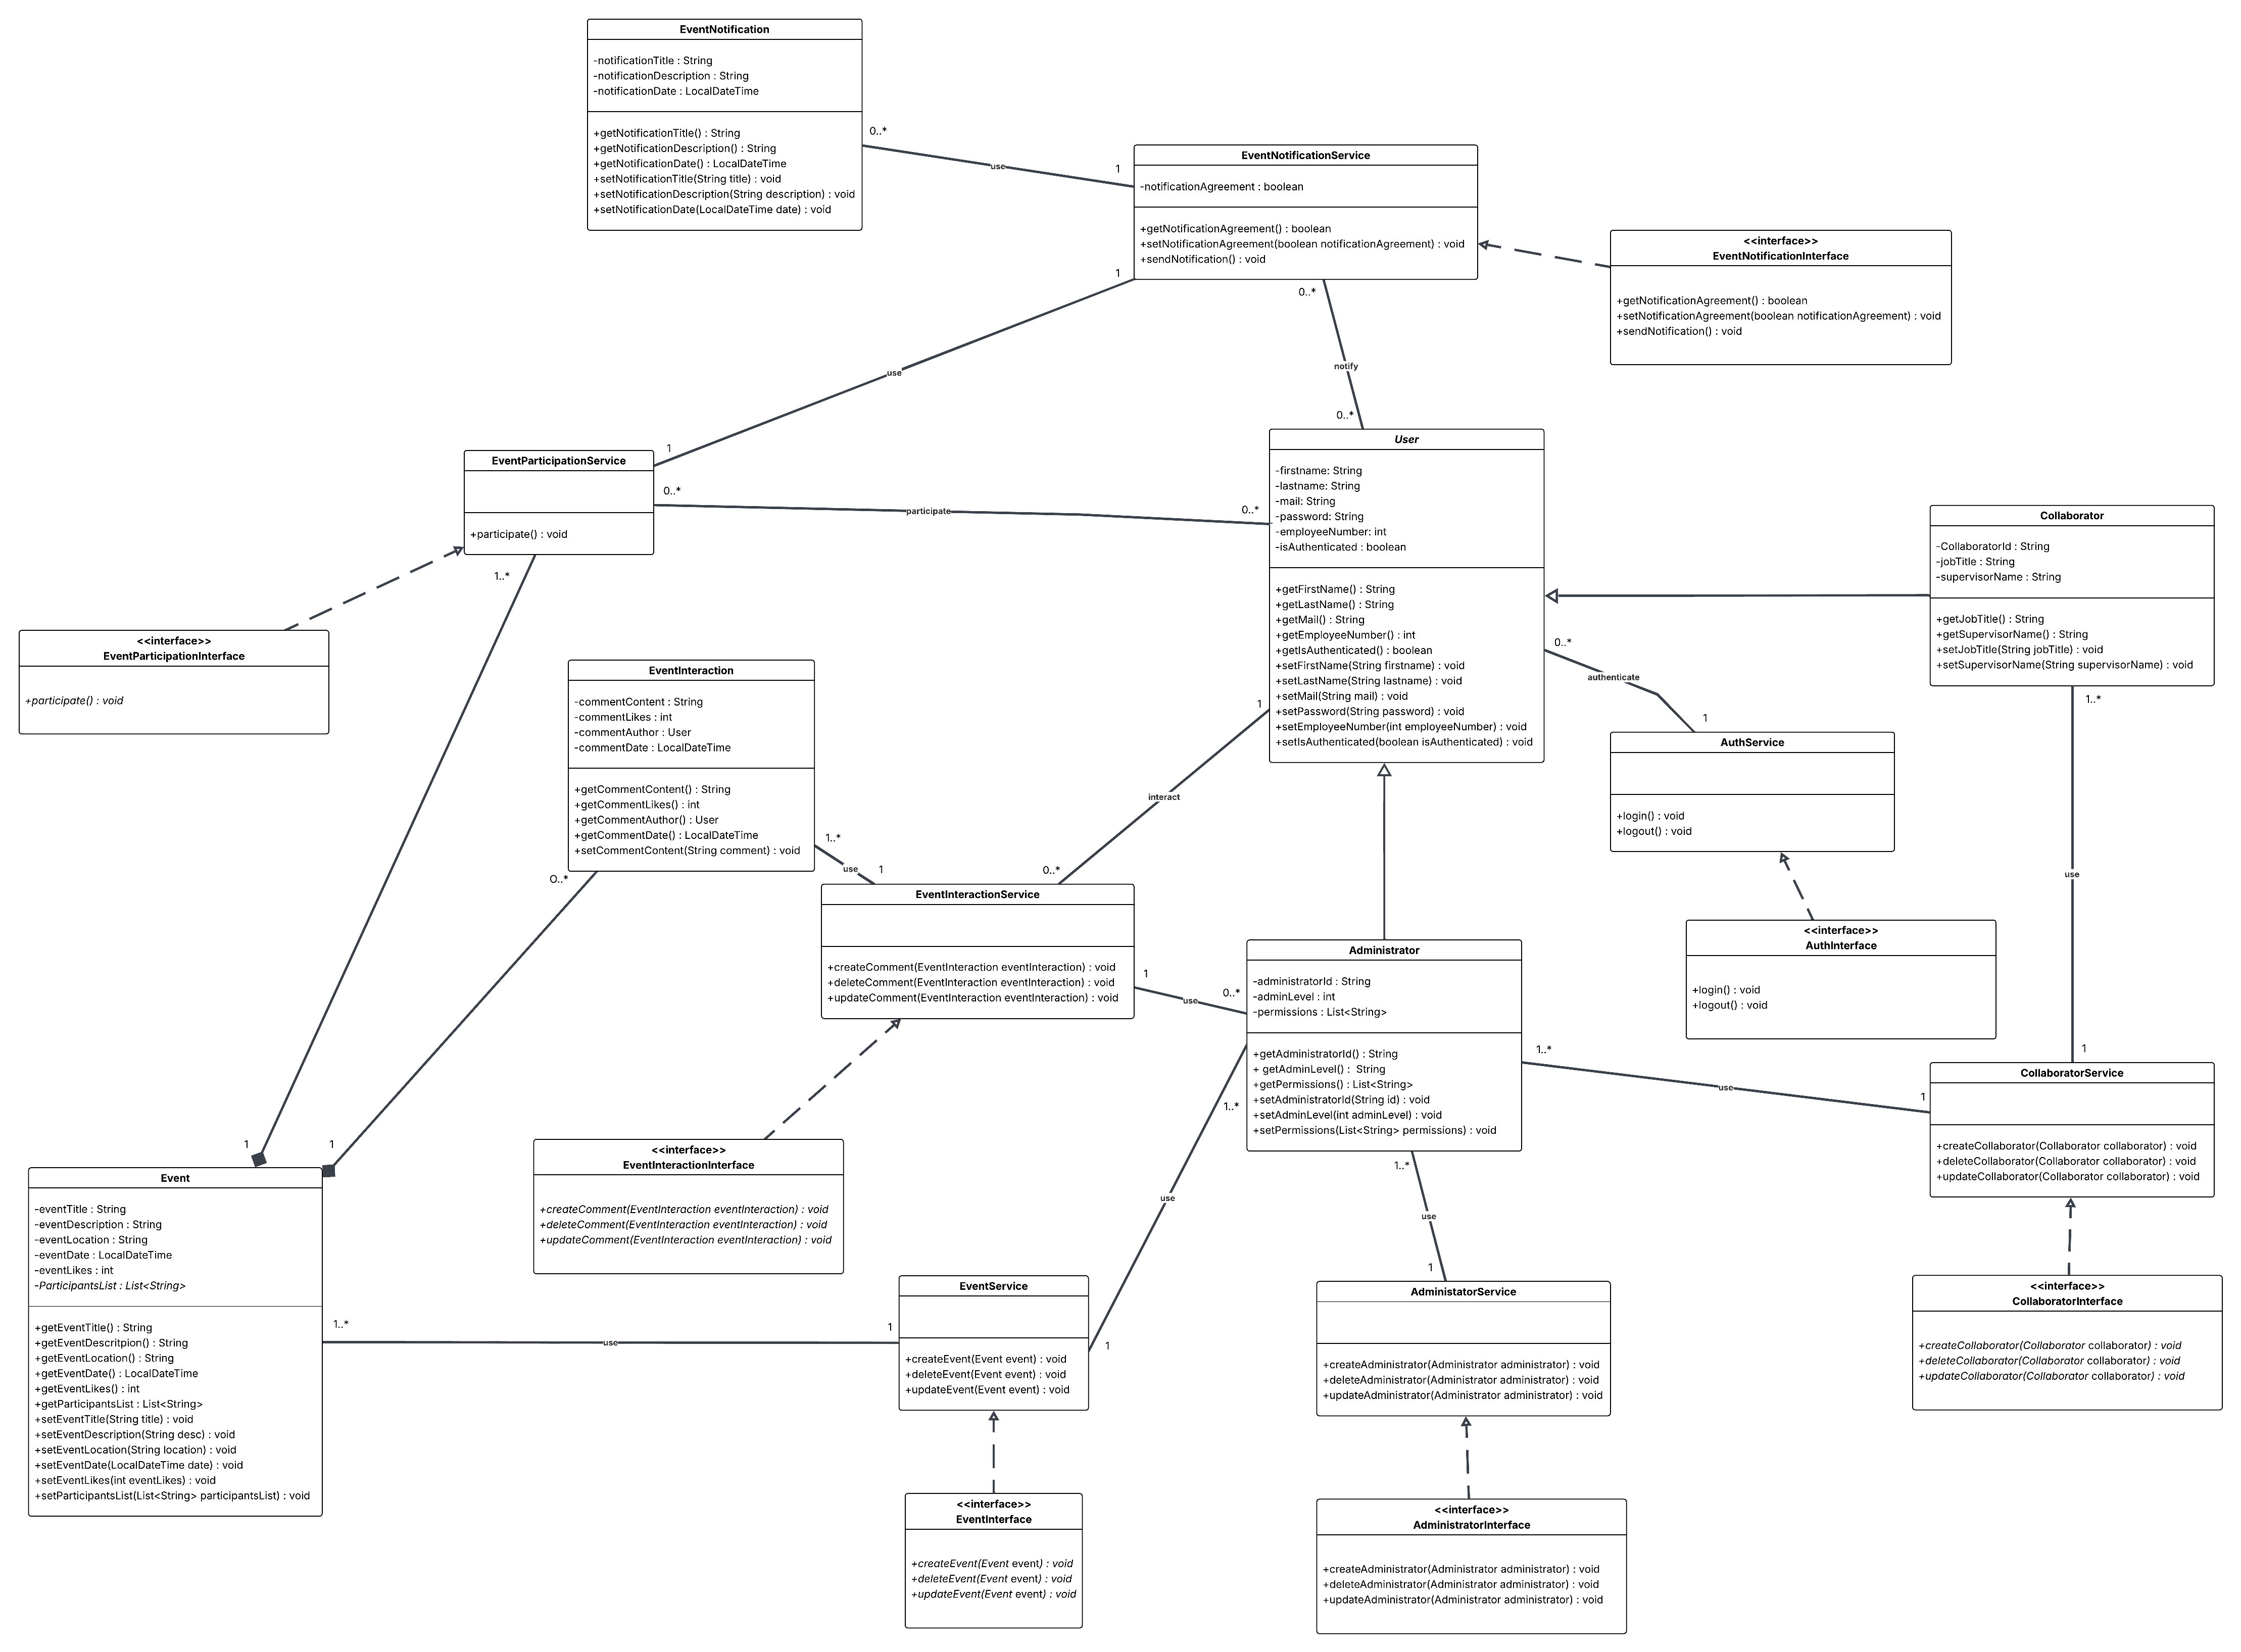 EventNotification
-notificationTitle : String
-notificationDescription : String
-notificationDate : LocalDateTime
+getNotificationTitle() : String
+getNotificationDescription() : String
+getNotificationDate() : LocalDateTime
+setNotificationTitle(String title) : void
+setNotificationDescription(String description) : void
+setNotificationDate(LocalDateTime date) : void
0..*
use
1
EventNotificationService
-notificationAgreement : boolean
+getNotificationAgreement() : boolean
+setNotificationAgreement(boolean notificationAgreement) : void
+sendNotification() : void
<<interface>>
EventNotificationInterface
+getNotificationAgreement() : boolean
+setNotificationAgreement(boolean notificationAgreement) : void
+sendNotification() : void
1
use
1
0..*
notify
0..*
EventParticipationService
+participate() : void
0..*
participate
0..*
<<interface>>
EventParticipationInterface
+participate() : void
1..*
1
User
-firstname: String
-lastname: String
-mail: String
-password: String
-employeeNumber: int
-isAuthenticated : boolean
+getFirstName() : String
+getLastName() : String
+getMail() : String
+getEmployeeNumber() : int
+getIsAuthenticated() : boolean
+setFirstName(String firstname) : void
+setLastName(String lastname) : void
+setMail(String mail) : void
+setPassword(String password) : void
+setEmployeeNumber(int employeeNumber) : void
+setIsAuthenticated(boolean isAuthenticated) : void
Collaborator
-CollaboratorId : String
-jobTitle : String
-supervisorName : String
+getJobTitle() : String
+getSupervisorName() : String
+setJobTitle(String jobTitle) : void
+setSupervisorName(String supervisorName) : void
0..*
authenticate
1
AuthService
+login() : void
+logout() : void
<<interface>>
AuthInterface
+login() : void
+logout() : void
1..*
use
1
EventInteraction
-commentContent : String
-commentLikes : int
-commentAuthor : User
-commentDate : LocalDateTime
+getCommentContent() : String
+getCommentLikes() : int
+getCommentAuthor() : User
+getCommentDate() : LocalDateTime
+setCommentContent(String comment) : void
1..*
use
1
O..*
1
1
interact
0..*
EventInteractionService
+createComment(EventInteraction eventInteraction) : void
+deleteComment(EventInteraction eventInteraction) : void
+updateComment(EventInteraction eventInteraction) : void
1
use
0..*
Administrator
-administratorId : String
-adminLevel : int
-permissions : List<String>
+getAdministratorId() : String
+ getAdminLevel() :  String
+getPermissions() : List<String>
+setAdministratorId(String id) : void
+setAdminLevel(int adminLevel) : void
+setPermissions(List<String> permissions) : void
1..*
use
1
CollaboratorService
+createCollaborator(Collaborator collaborator) : void
+deleteCollaborator(Collaborator collaborator) : void
+updateCollaborator(Collaborator collaborator) : void
<<interface>>
EventInteractionInterface
+createComment(EventInteraction eventInteraction) : void
+deleteComment(EventInteraction eventInteraction) : void
+updateComment(EventInteraction eventInteraction) : void
1..*
use
1
1..*
use
1
Event
-eventTitle : String
-eventDescription : String
-eventLocation : String
-eventDate : LocalDateTime
-eventLikes : int
-ParticipantsList : List<String>
+getEventTitle() : String
+getEventDescritpion() : String
+getEventLocation() : String
+getEventDate() : LocalDateTime
+getEventLikes() : int
+getParticipantsList : List<String>
+setEventTitle(String title) : void
+setEventDescription(String desc) : void
+setEventLocation(String location) : void
+setEventDate(LocalDateTime date) : void
+setEventLikes(int eventLikes) : void
+setParticipantsList(List<String> participantsList) : void
1..*
use
1
EventService
+createEvent(Event event) : void
+deleteEvent(Event event) : void
+updateEvent(Event event) : void
AdministatorService
+createAdministrator(Administrator administrator) : void
+deleteAdministrator(Administrator administrator) : void
+updateAdministrator(Administrator administrator) : void
<<interface>>
CollaboratorInterface
+createCollaborator(Collaborator collaborator) : void
+deleteCollaborator(Collaborator collaborator) : void
+updateCollaborator(Collaborator collaborator) : void
<<interface>>
EventInterface
+createEvent(Event event) : void
+deleteEvent(Event event) : void
+updateEvent(Event event) : void
<<interface>>
AdministratorInterface
+createAdministrator(Administrator administrator) : void
+deleteAdministrator(Administrator administrator) : void
+updateAdministrator(Administrator administrator) : void